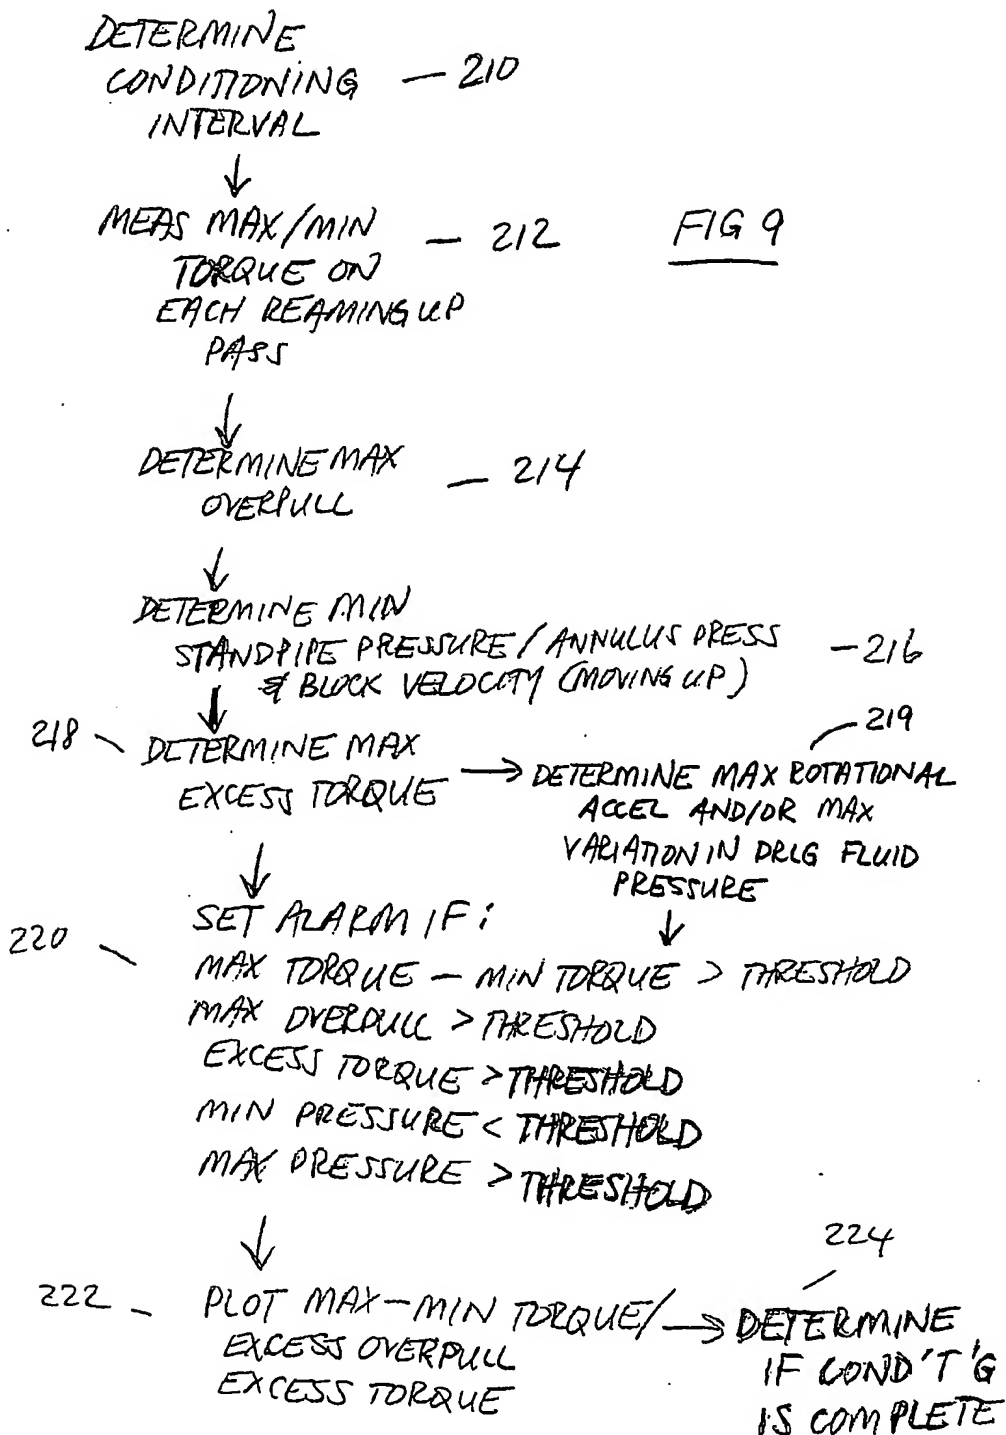 DETERMINE
CONDITIONING — 210
INTERVAL
MEAS MAX/MIN — 212
FIG 9
TORQUE ON
EACH REAMING UP
PASS
DETERMINE MAX — 214
OVERPULL
DETERMINE MIN
STANDPIPE PRESSURE / ANNULUS PRESS — 216
& BLOCK VELOCITY (MOVING UP)
218
DETERMINE MAX
EXCESS TORQUE
219
DETERMINE MAX ROTATIONAL
ACCEL AND/OR MAX
VARIATION IN DRLG FLUID
PRESSURE
220
SET ALARM IF:
MAX TORQUE — MIN TORQUE > THRESHOLD
MAX OVERPULL > THRESHOLD
EXCESS TORQUE > THRESHOLD
MIN PRESSURE < THRESHOLD
MAX PRESSURE > THRESHOLD
222
PLOT MAX-MIN TORQUE/
EXCESS OVERPULL
EXCESS TORQUE
224
DETERMINE
IF COND'T'G
IS COMPLETE